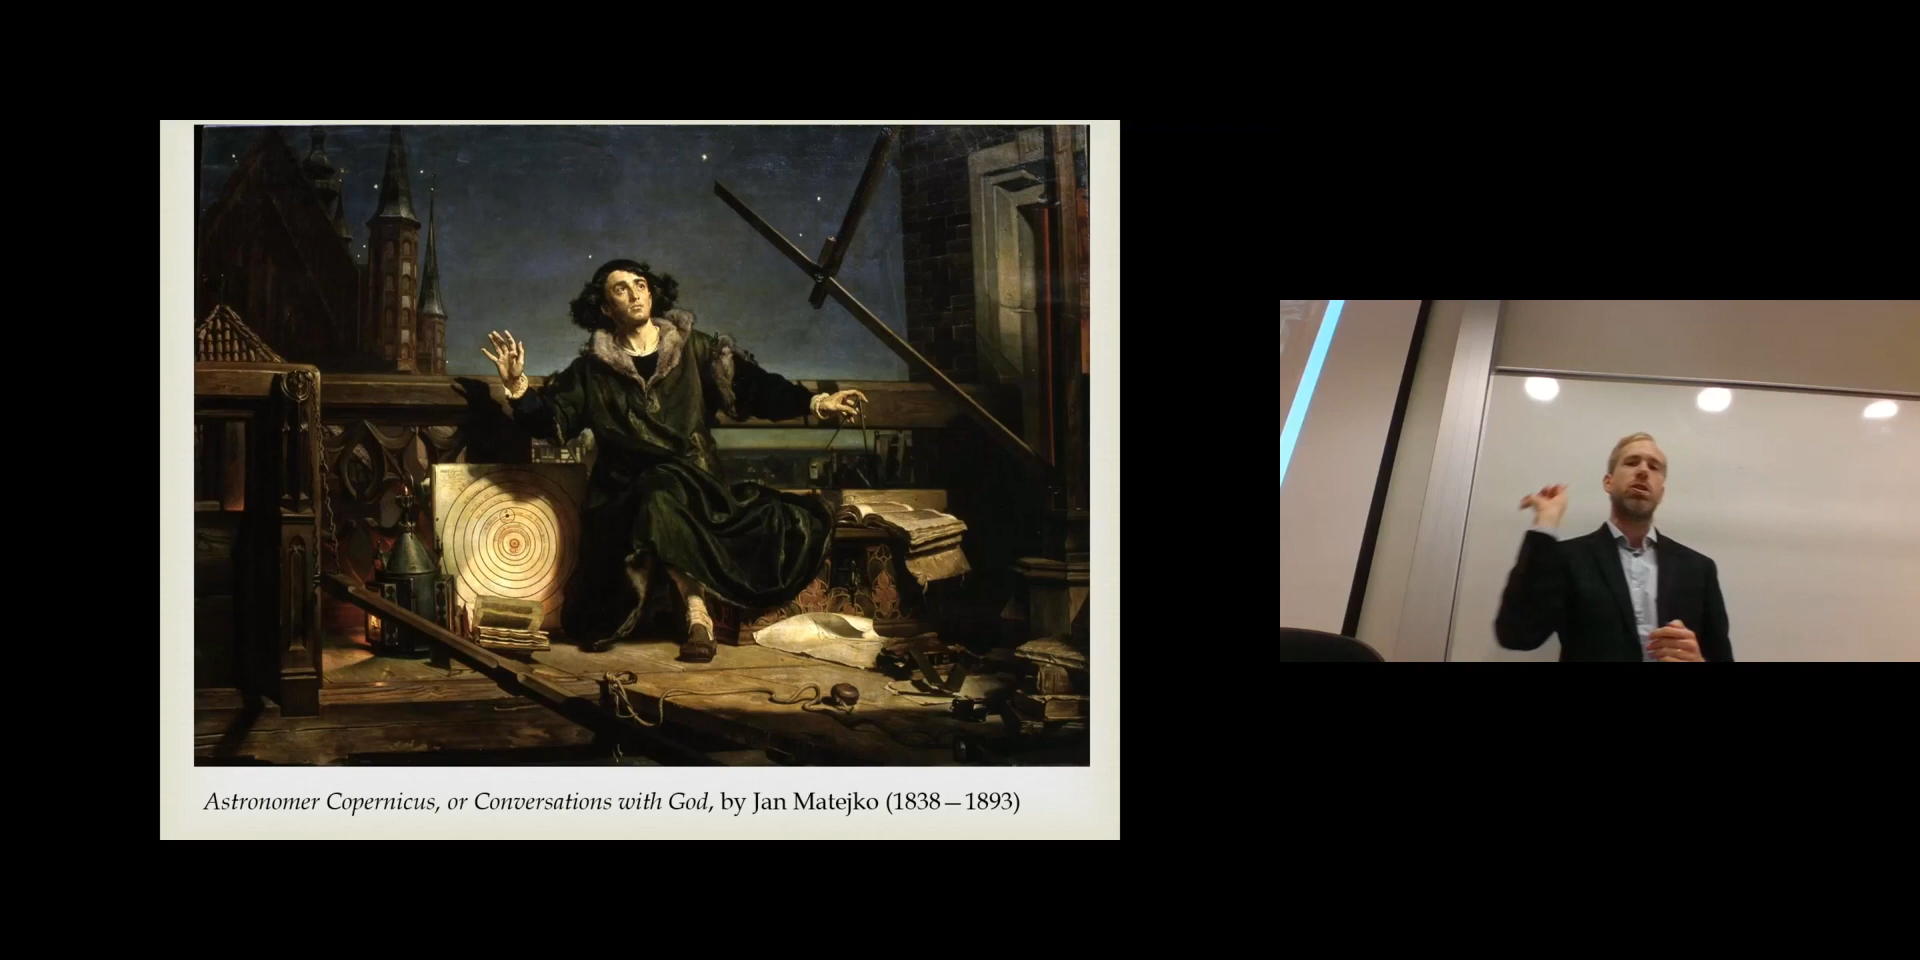 Astronomer Copernicus, or Conversations with God, by Jan Matejko (1838—1893)